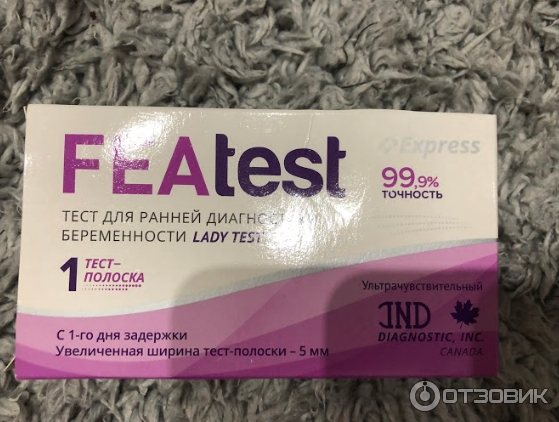 FEAtest
Express
99,9%
ТОЧНОСТЬ
ТЕСТ ДЛЯ РАННЕЙ
БЕРЕМЕННОСТИ LADY TEST
1 ТЕСТ–
ПОЛОСКА
Ультрачувствительный
IND
DIAGNOSTIC, INC.
CANADA
С 1-го дня задержки
Увеличенная ширина тест-полоски – 5 мм
ОТЗОВИК